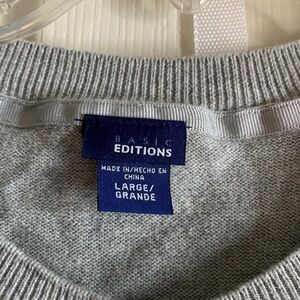 BASIC
EDITIONS
MADE IN/HECHO EN
CHINA
LARGE/
GRANDE